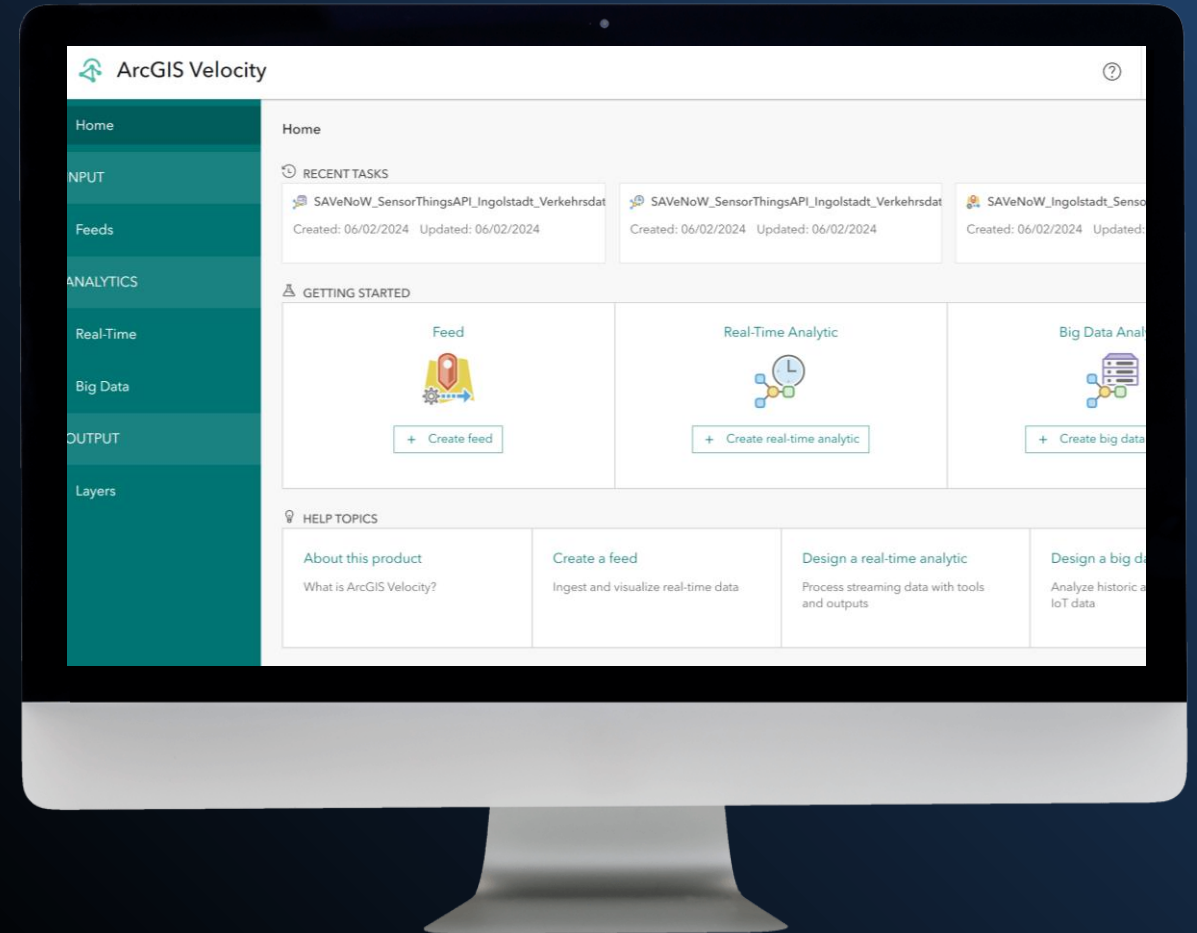 ArcGIS Velocity
Home
INPUT
Feeds
ANALYTICS
Real-Time
Big Data
OUTPUT
Layers
Home
RECENT TASKS
SAVeNoW_SensorThingsAPI_Ingolstadt_Verkehrsdat
Created: 06/02/2024 Updated: 06/02/2024
SAVeNoW_SensorThingsAPI_Ingolstadt_Verkehrsdat
Created: 06/02/2024 Updated: 06/02/2024
SAVeNoW_Ingolstadt_Senso
Created: 06/02/2024 Updated:
GETTING STARTED
Feed
+ Create feed
Real-Time Analytic
+ Create real-time analytic
Big Data Analy
+ Create big data
HELP TOPICS
About this product
What is ArcGIS Velocity?
Create a feed
Ingest and visualize real-time data
Design a real-time analytic
Process streaming data with tools
and outputs
Design a big da
Analyze historic a
IoT data